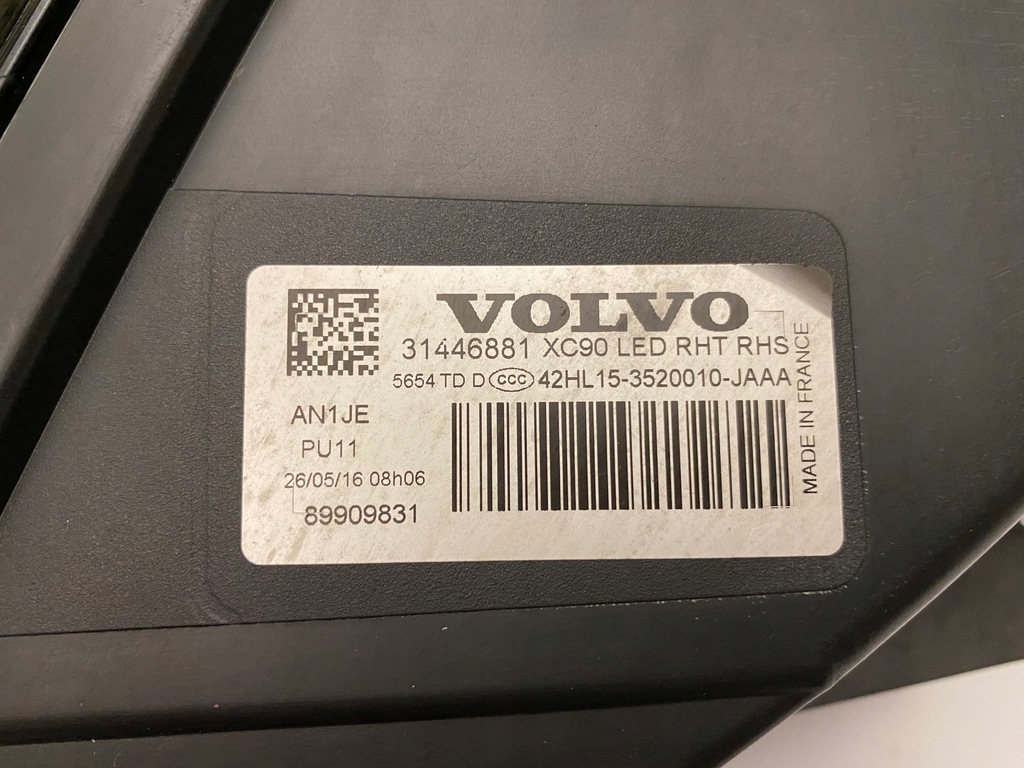 VOLVO
31446881 XC90 LED RHT RHS
5654 TD D CCC 42HL15-3520010-JAAA
AN1JE
PU11
26/05/16 08h06
89909831
MADE IN FRANCE